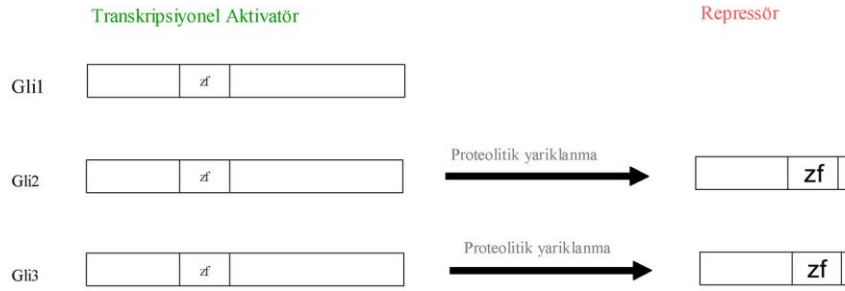 Transkripsiyonel Aktivatör Repressör
Gli1 zf
Gli2 zf Proteolitik yariklanma zf
Gli3 zf Proteolitik yariklanma zf